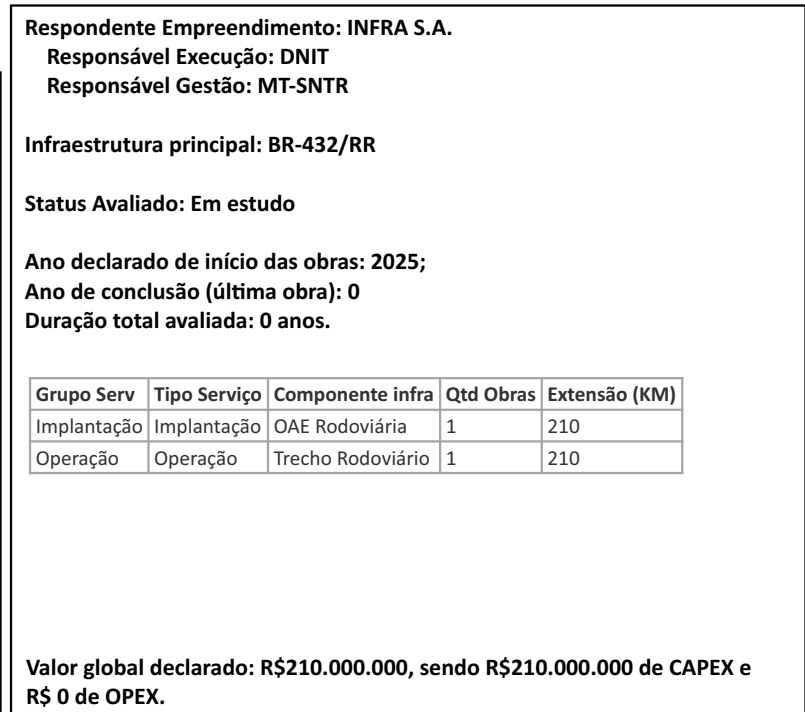 Respondente Empreendimento: INFRA S.A.
Responsável Execução: DNIT
Responsável Gestão: MT-SNTR
Infraestrutura principal: BR-432/RR
Status Avaliado: Em estudo
Ano declarado de início das obras: 2025;
Ano de conclusão (última obra): 0
Duração total avaliada: 0 anos.
Grupo Serv Tipo Serviço Componente infra Qtd Obras Extensão (KM)
Implantação Implantação OAE Rodoviária 1 210
Operação Operação Trecho Rodoviário 1 210
Valor global declarado: R$210.000.000, sendo R$210.000.000 de CAPEX e
R$ 0 de OPEX.